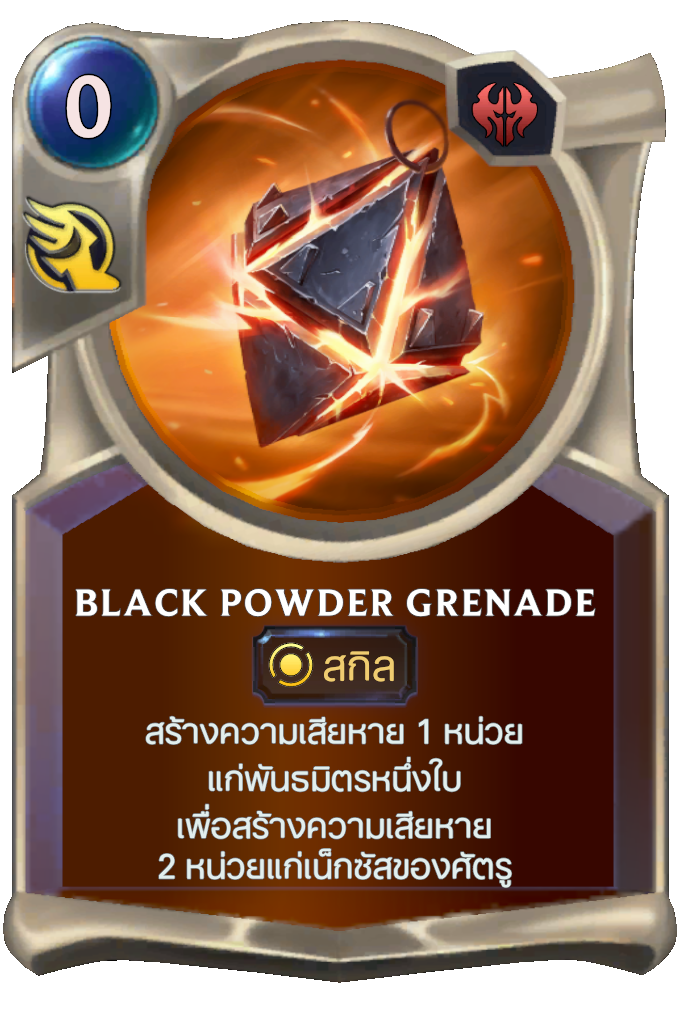 0
BLACK POWDER GRENADE
สกิล
สร้างความเสียหาย 1 หน่วย
แก่พันธมิตรหนึ่งใบ
เพื่อสร้างความเสียหาย
2 หน่วยแก่เน็กซัสของศัตรู